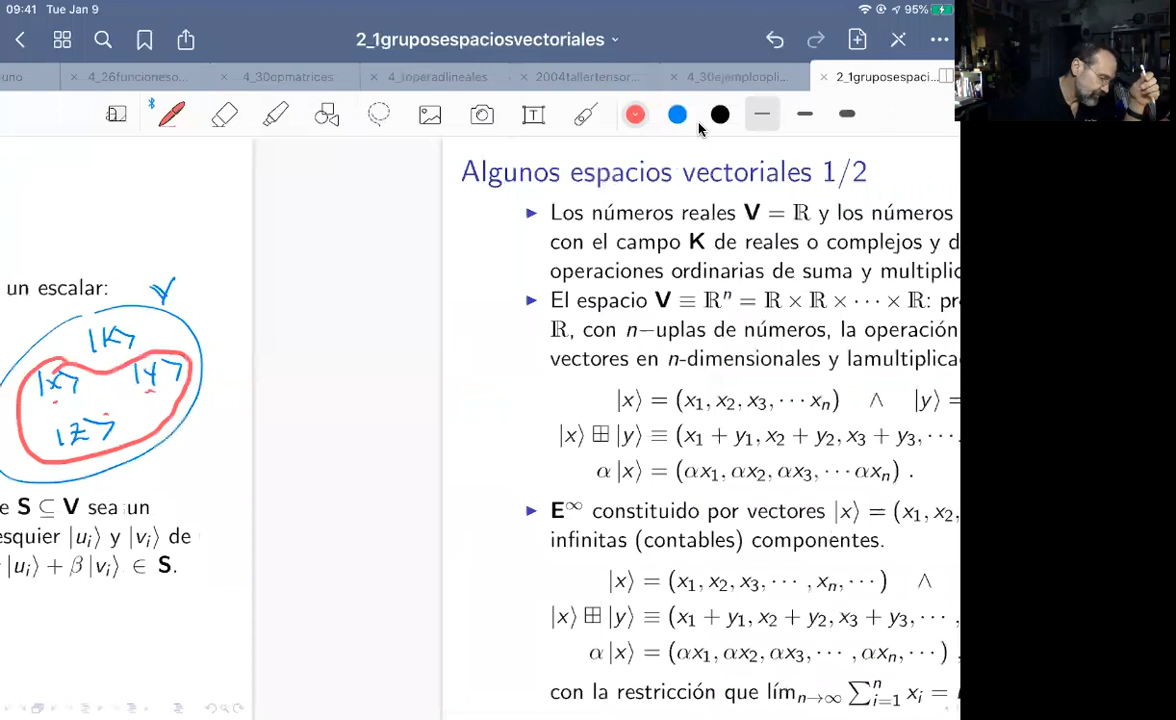 09:41 Tue Jan 9
95%
2_1gruposespaciosvectoriales
uno
4_26funcioneso...
4_30opmatrices
4_1operadlineales
2004tallertensor...
4_30ejemploopli...
2_1gruposespaci...
Algunos espacios vectoriales 1/2
▶ Los números reales V = ℝ y los números
con el campo K de reales o complejos y d
operaciones ordinarias de suma y multiplic
▶ El espacio V ≡ ℝⁿ = ℝ × ℝ × ⋯ × ℝ: pr
ℝ, con n−uplas de números, la operación
vectores en n-dimensionales y lamultiplica
|x⟩ = (x₁, x₂, x₃, ⋯ xₙ) ∧ |y⟩ =
|x⟩ ⊞ |y⟩ ≡ (x₁ + y₁, x₂ + y₂, x₃ + y₃, ⋯
α |x⟩ = (αx₁, αx₂, αx₃, ⋯ αxₙ) .
▶ E^∞ constituido por vectores |x⟩ = (x₁, x₂,
infinitas (contables) componentes.
|x⟩ = (x₁, x₂, x₃, ⋯ , xₙ, ⋯) ∧
|x⟩ ⊞ |y⟩ ≡ (x₁ + y₁, x₂ + y₂, x₃ + y₃, ⋯ ,
α |x⟩ = (αx₁, αx₂, αx₃, ⋯ , αxₙ, ⋯) ,
con la restricción que lím_{n→∞} ∑_{i=1}^{n} xᵢ =
un escalar:
V
|k⟩
|x⟩ |y⟩
|z⟩
e S ⊆ V sea un
esquier |uᵢ⟩ y |vᵢ⟩ de
|uᵢ⟩ + β |vᵢ⟩ ∈ S.